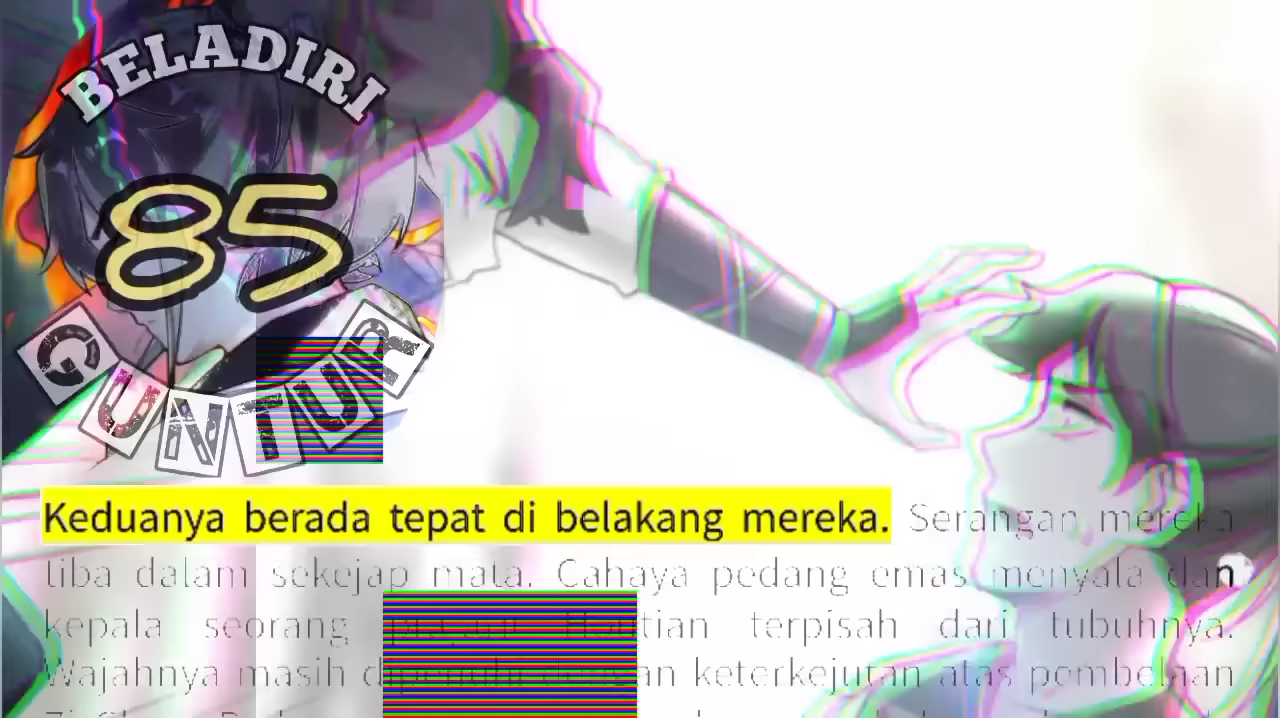 BELADIRI
85
GUNTUR
Keduanya berada tepat di belakang mereka. Serangan mereka
tiba dalam sekejap mata. Cahaya pedang emas menyala dan
kepala seorang terpisah dari tubuhnya.
Wajahnya masih dipenuhi dengan keterkejutan atas pembelaan